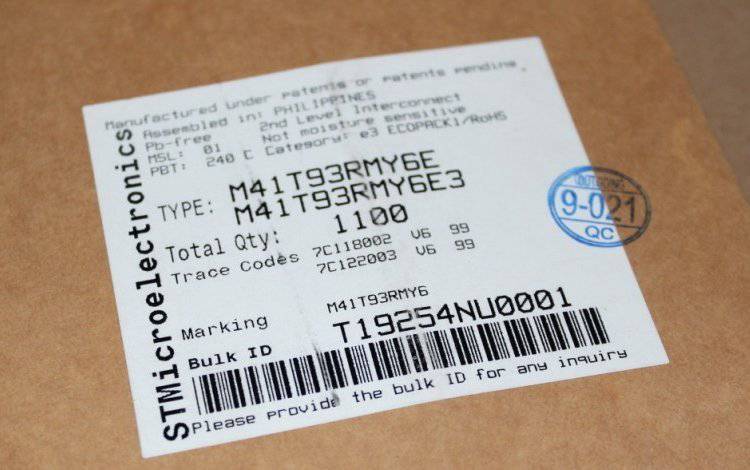 Manufactured under patents or patents pending.
Assembled in: PHILIPPINES
Pb-free 2nd Level Interconnect
MSL: 01 Not moisture sensitive
PBT: 240 C Category: e3 ECOPACK1/RoHS
TYPE: M41T93RMY6E
M41T93RMY6E3
Total Qty: 1100
Trace Codes 7C118002 V6 99
7C122003 V6 99
Marking M41T93RMY6
Bulk ID T19254NU0001
Please provide the bulk ID for any inquiry
STMicroelectronics
9-021
QC